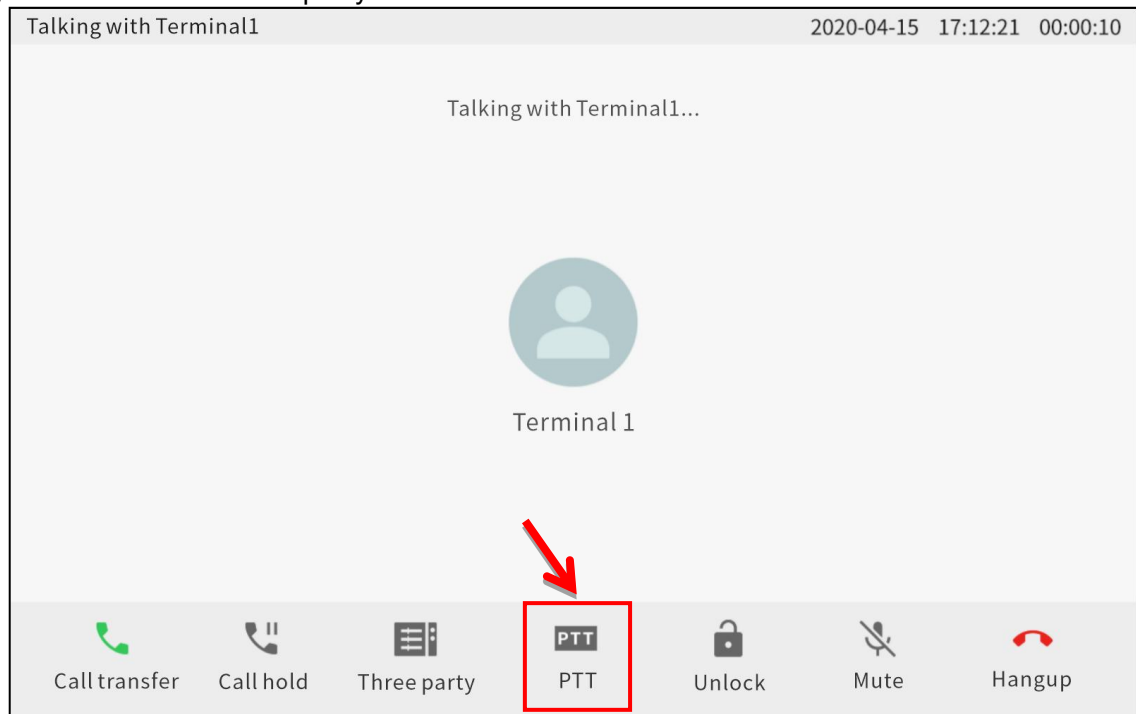 Talking with Terminal1 2020-04-15 17:12:21 00:00:10
Talking with Terminal1...
Terminal 1
PTT
Call transfer Call hold Three party PTT Unlock Mute Hangup